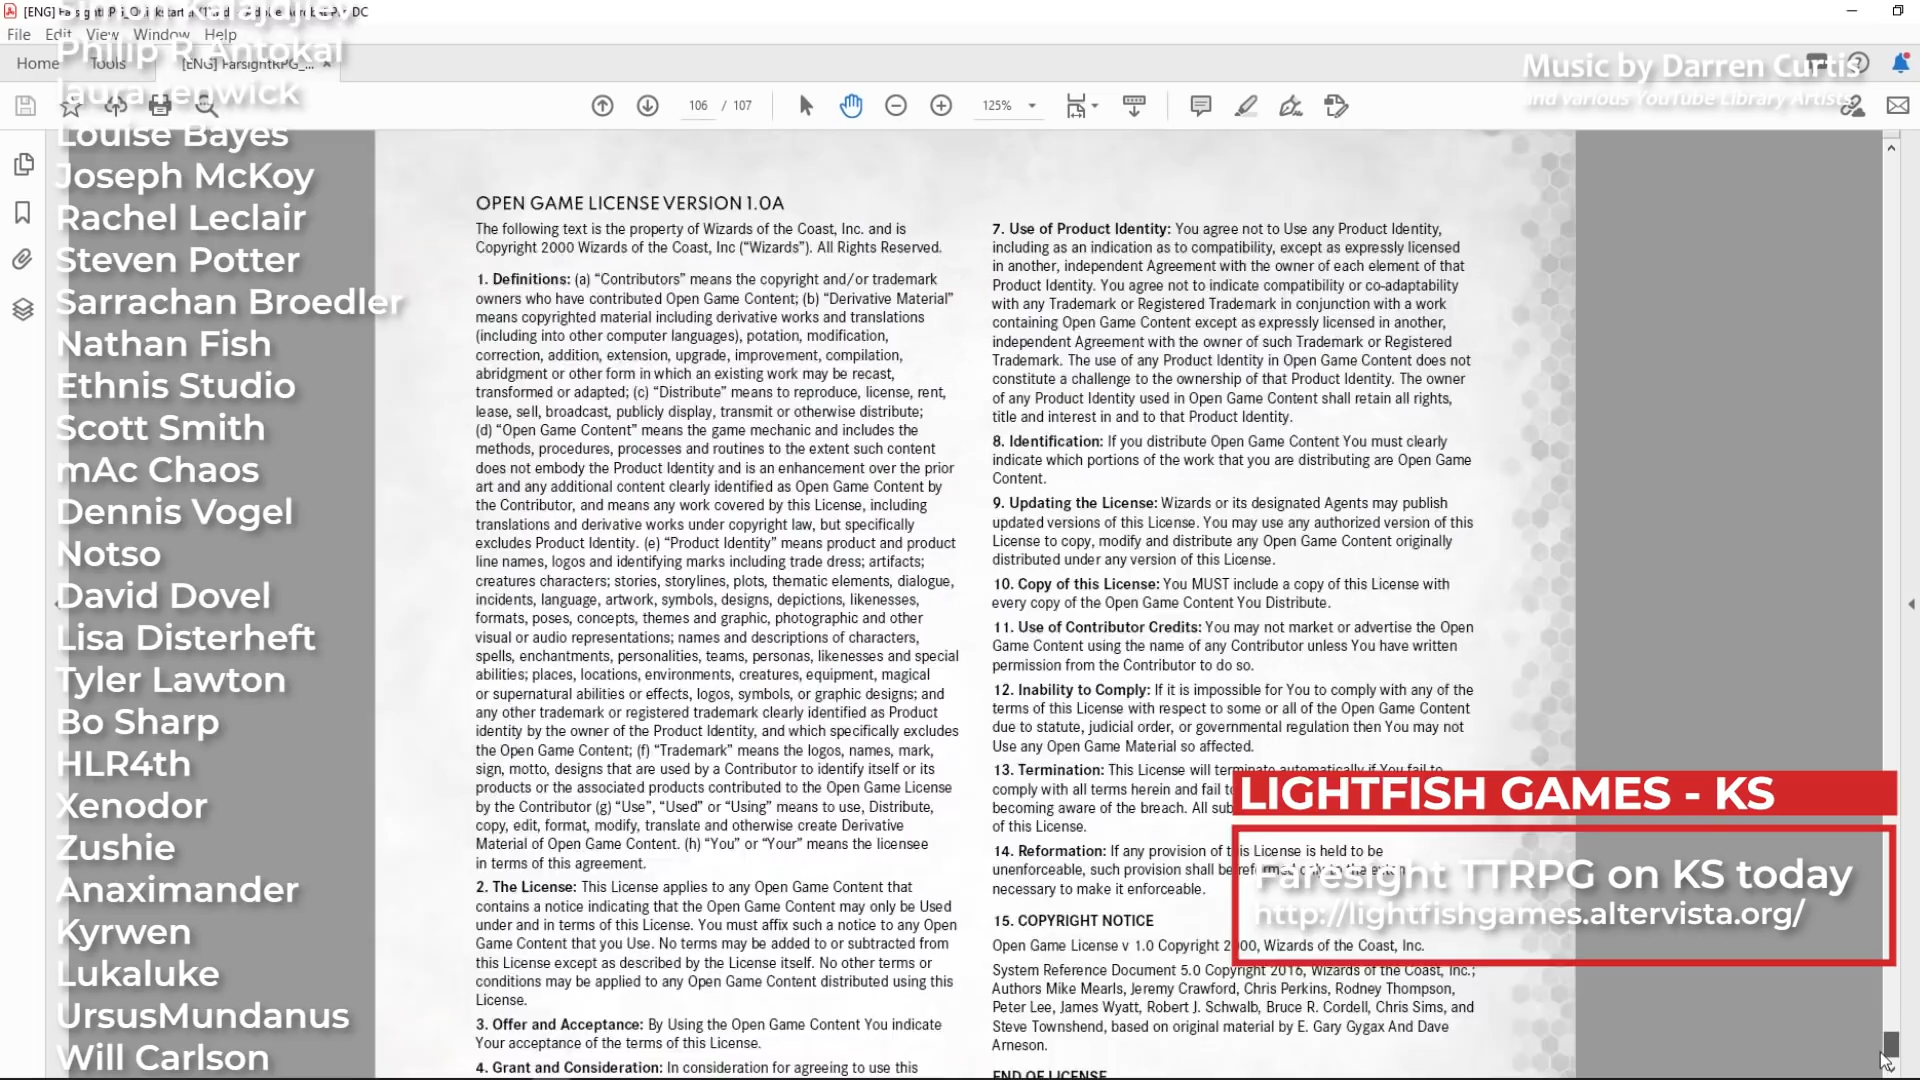 [ENG] FarsightRPG_Quickstarter
File Edit View Window Help
Home Tools [ENG] FarsightRPG_...
106 / 107
125%
Music by Darren Curtis
and various YouTube Library Artists
Philip R Antokal
laura fenwick
Louise Bayes
Joseph McKoy
Rachel Leclair
Steven Potter
Sarrachan Broedler
Nathan Fish
Ethnis Studio
Scott Smith
mAc Chaos
Dennis Vogel
Notso
David Dovel
Lisa Disterheft
Tyler Lawton
Bo Sharp
HLR4th
Xenodor
Zushie
Anaximander
Kyrwen
Lukaluke
UrsusMundanus
Will Carlson
OPEN GAME LICENSE VERSION 1.0A
The following text is the property of Wizards of the Coast, Inc. and is
Copyright 2000 Wizards of the Coast, Inc (“Wizards”). All Rights Reserved.
1. Definitions: (a) “Contributors” means the copyright and/or trademark
owners who have contributed Open Game Content; (b) “Derivative Material”
means copyrighted material including derivative works and translations
(including into other computer languages), potation, modification,
correction, addition, extension, upgrade, improvement, compilation,
abridgment or other form in which an existing work may be recast,
transformed or adapted; (c) “Distribute” means to reproduce, license, rent,
lease, sell, broadcast, publicly display, transmit or otherwise distribute;
(d) “Open Game Content” means the game mechanic and includes the
methods, procedures, processes and routines to the extent such content
does not embody the Product Identity and is an enhancement over the prior
art and any additional content clearly identified as Open Game Content by
the Contributor, and means any work covered by this License, including
translations and derivative works under copyright law, but specifically
excludes Product Identity. (e) “Product Identity” means product and product
line names, logos and identifying marks including trade dress; artifacts;
creatures characters; stories, storylines, plots, thematic elements, dialogue,
incidents, language, artwork, symbols, designs, depictions, likenesses,
formats, poses, concepts, themes and graphic, photographic and other
visual or audio representations; names and descriptions of characters,
spells, enchantments, personalities, teams, personas, likenesses and special
abilities; places, locations, environments, creatures, equipment, magical
or supernatural abilities or effects, logos, symbols, or graphic designs; and
any other trademark or registered trademark clearly identified as Product
identity by the owner of the Product Identity, and which specifically excludes
the Open Game Content; (f) “Trademark” means the logos, names, mark,
sign, motto, designs that are used by a Contributor to identify itself or its
products or the associated products contributed to the Open Game License
by the Contributor (g) “Use”, “Used” or “Using” means to use, Distribute,
copy, edit, format, modify, translate and otherwise create Derivative
Material of Open Game Content. (h) “You” or “Your” means the licensee
in terms of this agreement.
2. The License: This License applies to any Open Game Content that
contains a notice indicating that the Open Game Content may only be Used
under and in terms of this License. You must affix such a notice to any Open
Game Content that you Use. No terms may be added to or subtracted from
this License except as described by the License itself. No other terms or
conditions may be applied to any Open Game Content distributed using this
License.
3. Offer and Acceptance: By Using the Open Game Content You indicate
Your acceptance of the terms of this License.
4. Grant and Consideration: In consideration for agreeing to use this
7. Use of Product Identity: You agree not to Use any Product Identity,
including as an indication as to compatibility, except as expressly licensed
in another, independent Agreement with the owner of each element of that
Product Identity. You agree not to indicate compatibility or co-adaptability
with any Trademark or Registered Trademark in conjunction with a work
containing Open Game Content except as expressly licensed in another,
independent Agreement with the owner of such Trademark or Registered
Trademark. The use of any Product Identity in Open Game Content does not
constitute a challenge to the ownership of that Product Identity. The owner
of any Product Identity used in Open Game Content shall retain all rights,
title and interest in and to that Product Identity.
8. Identification: If you distribute Open Game Content You must clearly
indicate which portions of the work that you are distributing are Open Game
Content.
9. Updating the License: Wizards or its designated Agents may publish
updated versions of this License. You may use any authorized version of this
License to copy, modify and distribute any Open Game Content originally
distributed under any version of this License.
10. Copy of this License: You MUST include a copy of this License with
every copy of the Open Game Content You Distribute.
11. Use of Contributor Credits: You may not market or advertise the Open
Game Content using the name of any Contributor unless You have written
permission from the Contributor to do so.
12. Inability to Comply: If it is impossible for You to comply with any of the
terms of this License with respect to some or all of the Open Game Content
due to statute, judicial order, or governmental regulation then You may not
Use any Open Game Material so affected.
13. Termination: This License will terminate automatically if You fail to
comply with all terms herein and fail
becoming aware of the breach. All
of this License.
14. Reformation: If any provision of this License is held to be
unenforceable, such provision shall be reformed only to the extent
necessary to make it enforceable.
15. COPYRIGHT NOTICE
Open Game License v 1.0 Copyright 2000, Wizards of the Coast, Inc.
System Reference Document 5.0 Copyright 2016, Wizards of the Coast, Inc.;
Authors Mike Mearls, Jeremy Crawford, Chris Perkins, Rodney Thompson,
Peter Lee, James Wyatt, Robert J. Schwalb, Bruce R. Cordell, Chris Sims, and
Steve Townshend, based on original material by E. Gary Gygax And Dave
Arneson.
END OF LICENSE
LIGHTFISH GAMES - KS
Faresight TTRPG on KS today
http://lightfishgames.altervista.org/